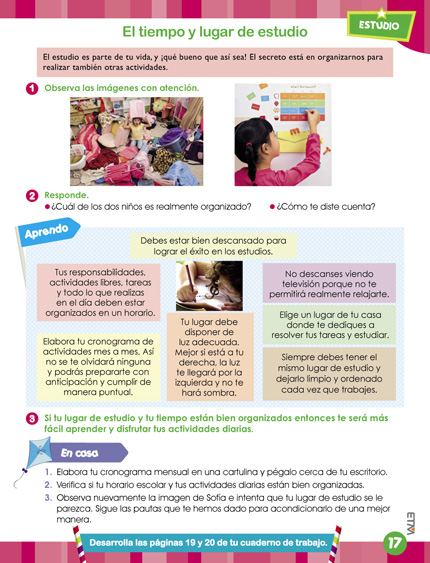 El tiempo y lugar de estudio
ESTUDIO
El estudio es parte de tu vida, y ¡qué bueno que así sea! El secreto está en organizarnos para
realizar también otras actividades.
1 Observa las imágenes con atención.
2 Responde.
● ¿Cuál de los dos niños es realmente organizado?
● ¿Cómo te diste cuenta?
Aprendo
Debes estar bien descansado para
lograr el éxito en los estudios.
Tus responsabilidades,
actividades libres, tareas
y todo lo que realizas
en el día deben estar
organizados en un horario.
No descanses viendo
televisión porque no te
permitirá realmente relajarte.
Elabora tu cronograma de
actividades mes a mes. Así
no se te olvidará ninguna
y podrás prepararte con
anticipación y cumplir de
manera puntual.
Tu lugar debe
disponer de
luz adecuada.
Mejor si está a tu
derecha, la luz
te llegará por la
izquierda y no te
hará sombra.
Elige un lugar de tu casa
donde te dediques a
resolver tus tareas y estudiar.
Siempre debes tener el
mismo lugar de estudio y
dejarlo limpio y ordenado
cada vez que trabajes.
3 Si tu lugar de estudio y tu tiempo están bien organizados entonces te será más
fácil aprender y disfrutar tus actividades diarias.
En casa
1. Elabora tu cronograma mensual en una cartulina y pégalo cerca de tu escritorio.
2. Verifica si tu horario escolar y tus actividades diarias están bien organizadas.
3. Observa nuevamente la imagen de Sofía e intenta que tu lugar de estudio se le
parezca. Sigue las pautas que te hemos dado para acondicionarlo de una mejor
manera.
ETM
Desarrolla las páginas 19 y 20 de tu cuaderno de trabajo.
17